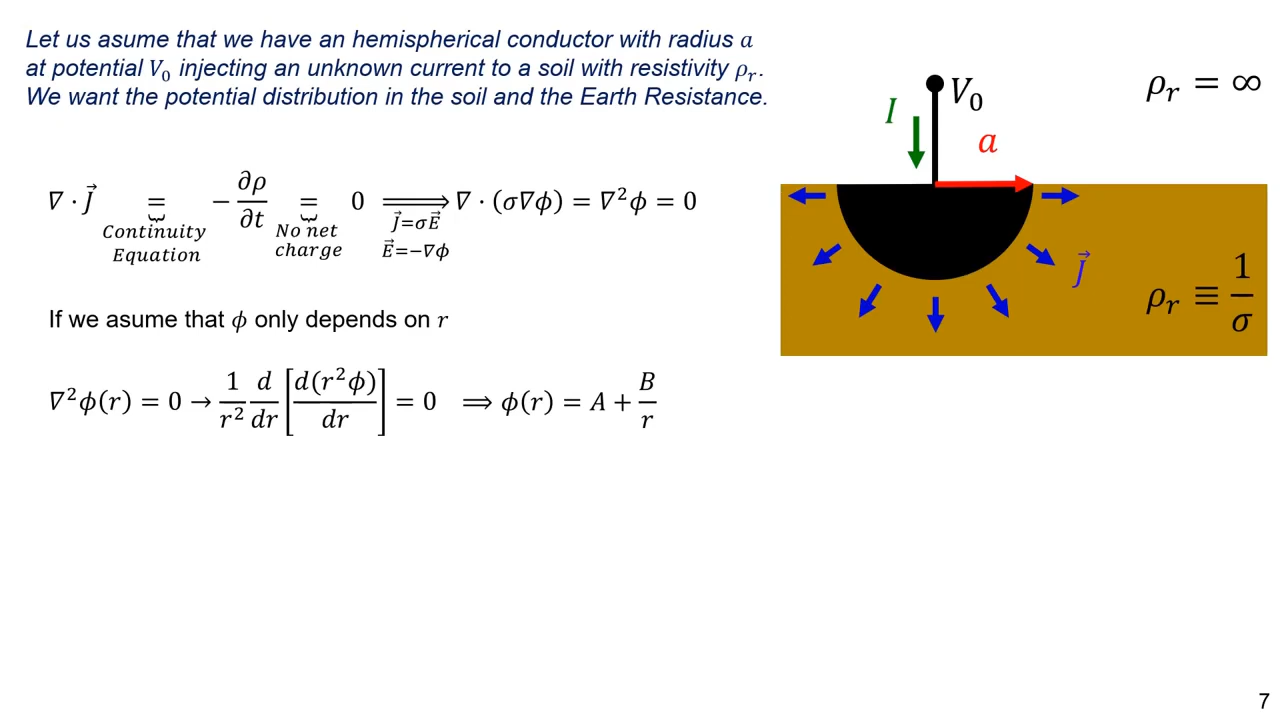 Let us asume that we have an hemispherical conductor with radius 𝑎
at potential 𝑉₀ injecting an unknown current to a soil with resistivity 𝜌ᵣ.
We want the potential distribution in the soil and the Earth Resistance.
𝜌ᵣ = ∞
𝑉₀
𝐼
𝑎
∇ · 𝐽⃗ = − ∂𝜌/∂𝑡 = 0 ⟹ ∇ · (𝜎∇𝜙) = ∇²𝜙 = 0
Continuity Equation
No net charge
𝐽⃗=𝜎𝐸⃗
𝐸⃗=−∇𝜙
𝐽⃗
𝜌ᵣ ≡ 1/𝜎
If we asume that 𝜙 only depends on 𝑟
∇²𝜙(𝑟) = 0 → 1/𝑟² 𝑑/𝑑𝑟 [𝑑(𝑟²𝜙)/𝑑𝑟] = 0 ⟹ 𝜙(𝑟) = 𝐴 + 𝐵/𝑟
7